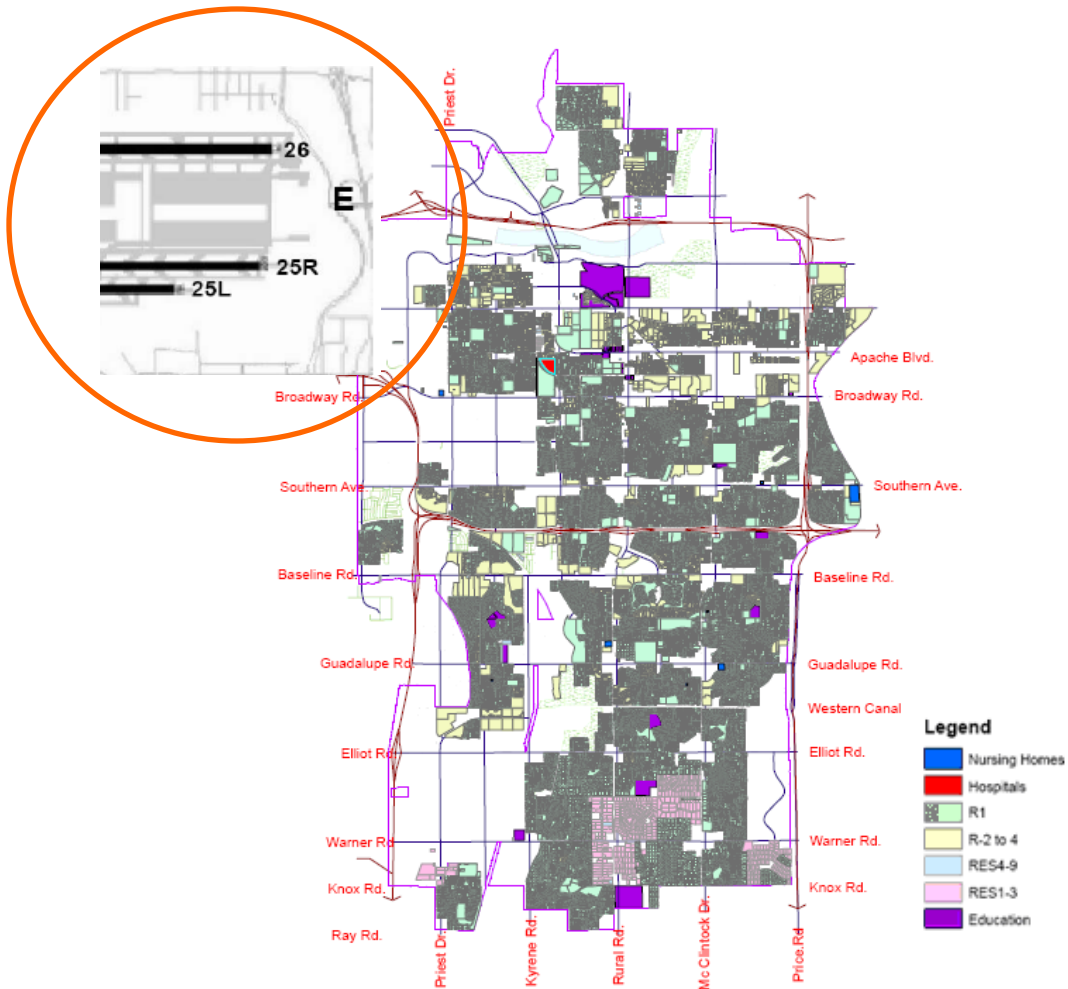 Priest Dr.
26
E
25R
25L
Apache Blvd.
Broadway Rd.
Broadway Rd.
Southern Ave.
Southern Ave.
Baseline Rd.
Baseline Rd.
Guadalupe Rd.
Guadalupe Rd.
Western Canal
Elliot Rd.
Elliot Rd.
Warner Rd.
Warner Rd.
Knox Rd.
Knox Rd.
Ray Rd.
Priest Dr.
Kyrene Rd.
Rural Rd.
Mc Clintock Dr.
Price.Rd
Legend
Nursing Homes
Hospitals
R1
R-2 to 4
RES4-9
RES1-3
Education